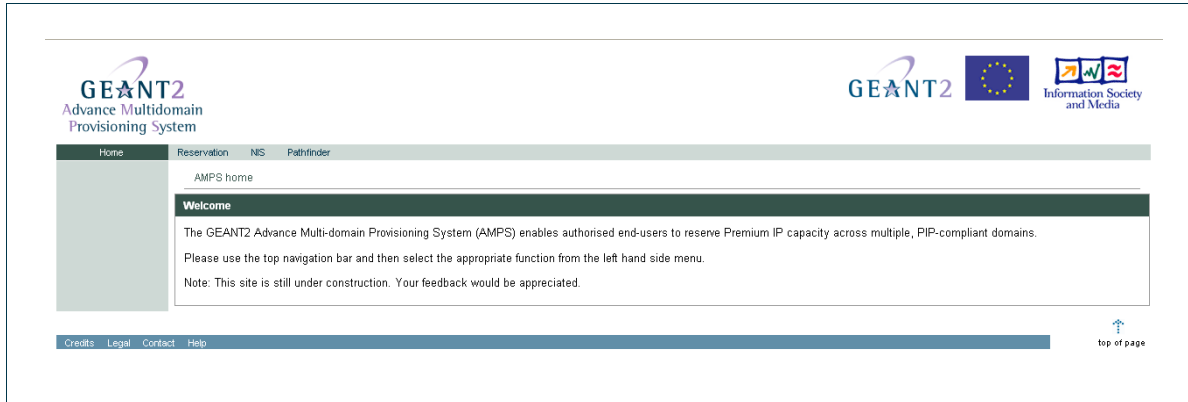 GEANT2
Advance Multidomain
Provisioning System
GEANT2
Information Society
and Media
Home Reservation NIS Pathfinder
AMPS home
Welcome
The GEANT2 Advance Multi-domain Provisioning System (AMPS) enables authorised end-users to reserve Premium IP capacity across multiple, PIP-compliant domains.
Please use the top navigation bar and then select the appropriate function from the left hand side menu.
Note: This site is still under construction. Your feedback would be appreciated.
Credits Legal Contact Help
top of page